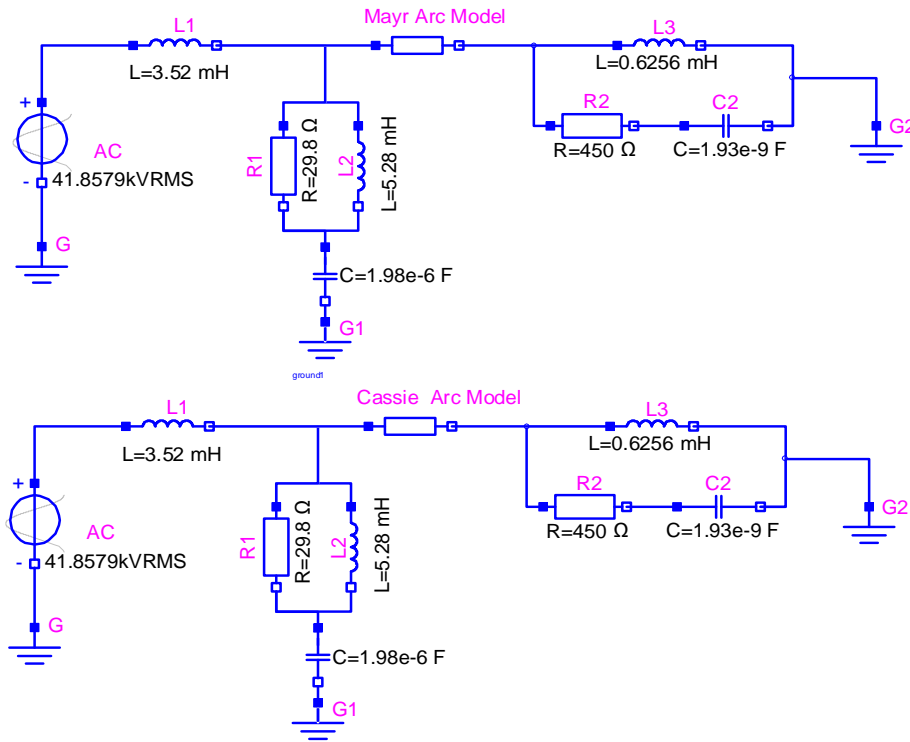 Mayr Arc Model
L1
L=3.52 mH
L3
L=0.6256 mH
R2
C2
R=450 Ω
C=1.93e-9 F
G2
+
AC
-
41.8579kVRMS
R1
R=29.8 Ω
L2
L=5.28 mH
G
C=1.98e-6 F
G1
ground1
Cassie Arc Model
L1
L=3.52 mH
L3
L=0.6256 mH
R2
C2
R=450 Ω
C=1.93e-9 F
G2
+
AC
-
41.8579kVRMS
R1
R=29.8 Ω
L2
L=5.28 mH
G
C=1.98e-6 F
G1